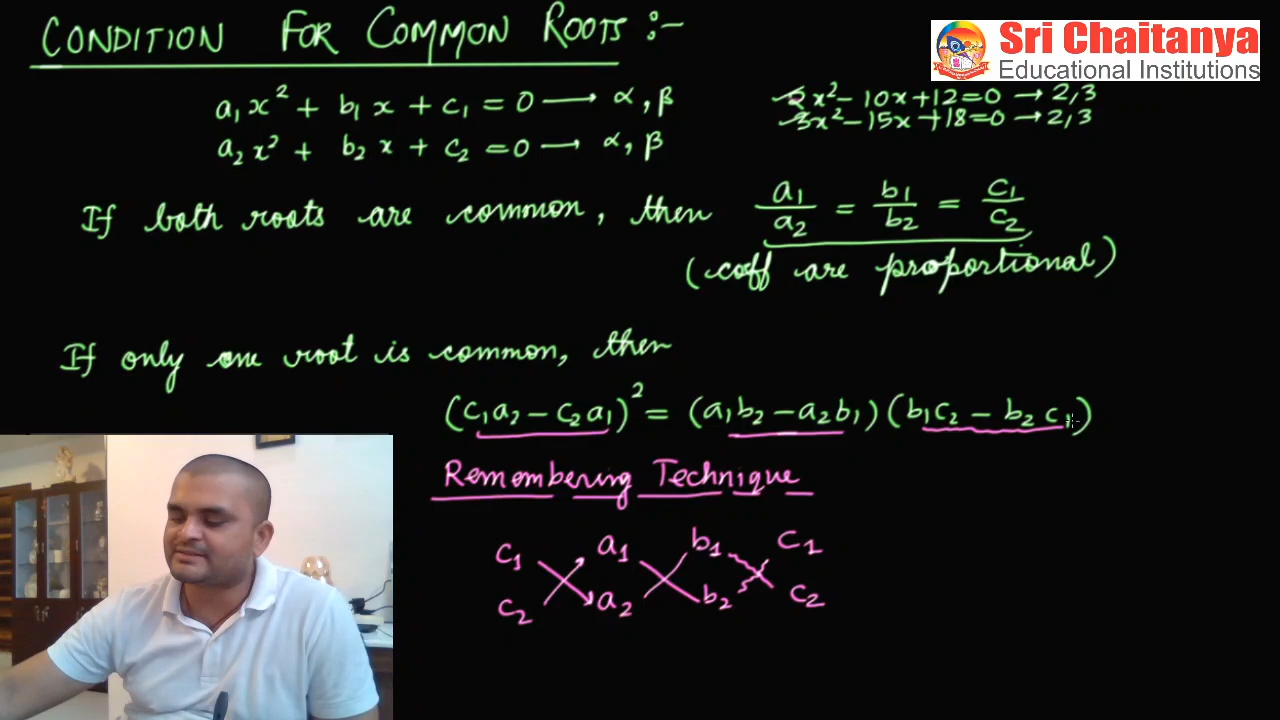 CONDITION FOR COMMON ROOTS :-
Sri Chaitanya
Educational Institutions
a₁x² + b₁x + c₁ = 0 → α, β
a₂x² + b₂x + c₂ = 0 → α, β
2x² - 10x + 12 = 0 → 2, 3
3x² - 15x + 18 = 0 → 2, 3
If both roots are common, then a₁/a₂ = b₁/b₂ = c₁/c₂
(coff are proportional)
If only one root is common, then
(c₁a₂ - c₂a₁)² = (a₁b₂ - a₂b₁) (b₁c₂ - b₂c₁)
Remembering Technique
c₁ a₁ b₁ c₁
c₂ a₂ b₂ c₂